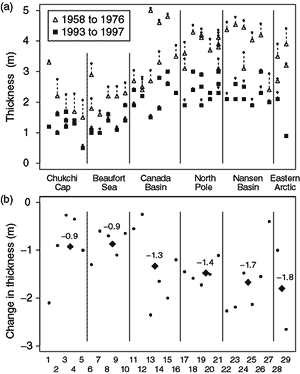 (a)
△ 1958 to 1976
■ 1993 to 1997
Thickness (m)
5
4
3
2
1
0
Chukchi Cap
Beaufort Sea
Canada Basin
North Pole
Nansen Basin
Eastern Arctic
(b)
Change in thickness (m)
0
−1
−2
−3
−0.9
−0.9
−1.3
−1.4
−1.7
−1.8
1 3 5 7 9 11 13 15 17 19 21 23 25 27 29
2 4 6 8 10 12 14 16 18 20 22 24 26 28